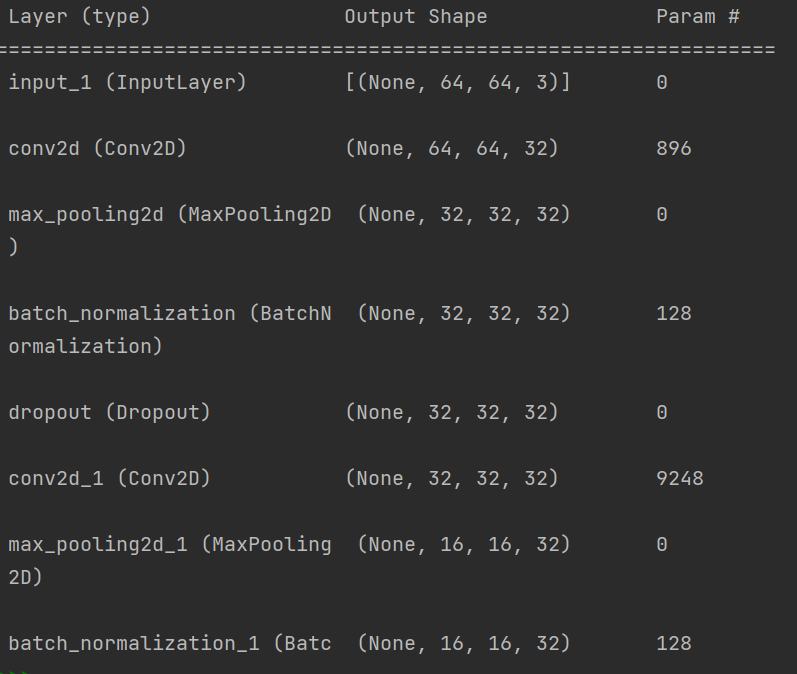 Layer (type) Output Shape Param #
=================================================================
input_1 (InputLayer) [(None, 64, 64, 3)] 0
conv2d (Conv2D) (None, 64, 64, 32) 896
max_pooling2d (MaxPooling2D (None, 32, 32, 32) 0
)
batch_normalization (BatchN (None, 32, 32, 32) 128
ormalization)
dropout (Dropout) (None, 32, 32, 32) 0
conv2d_1 (Conv2D) (None, 32, 32, 32) 9248
max_pooling2d_1 (MaxPooling (None, 16, 16, 32) 0
2D)
batch_normalization_1 (Batc (None, 16, 16, 32) 128